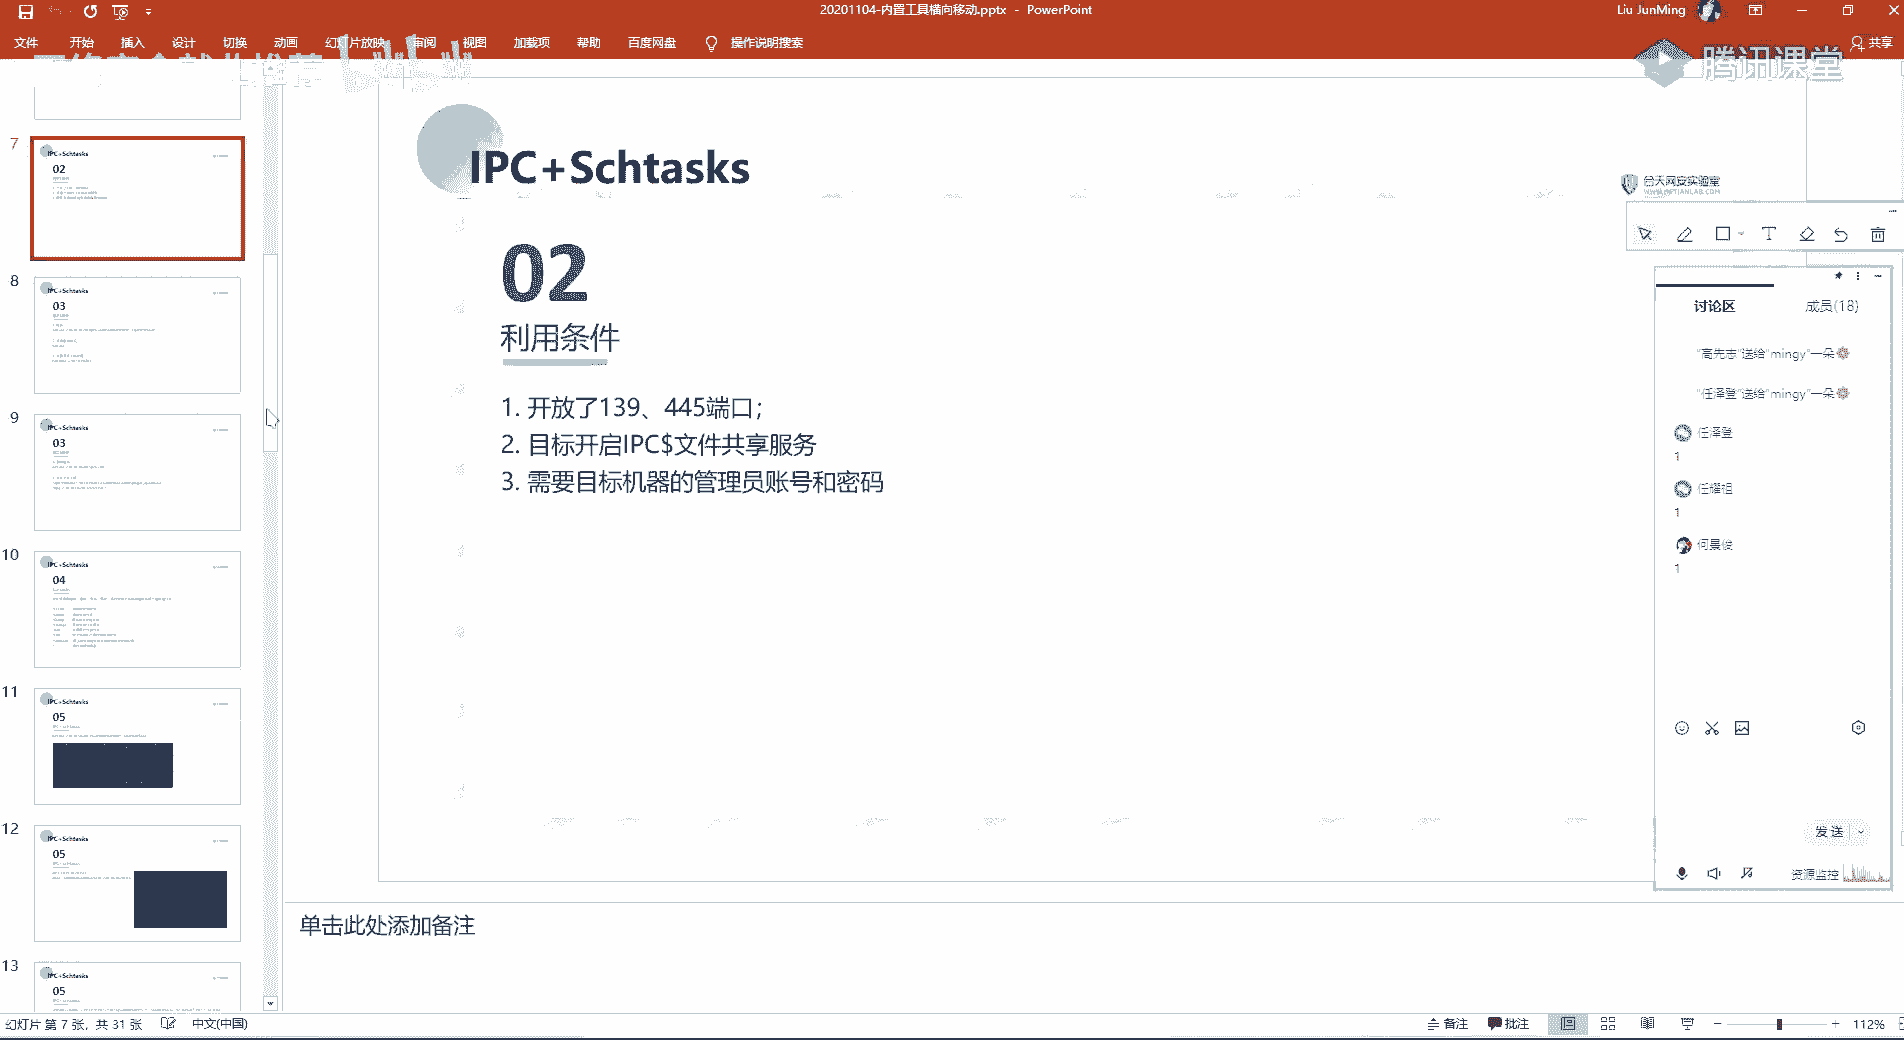 20201104-内置工具横向移动.pptx - PowerPoint
Liu JunMing
文件 开始 插入 设计 切换 动画 幻灯片放映 审阅 视图 加载项 帮助 百度网盘 操作说明搜索
共享
腾讯课堂
IPC+Schtasks
合天网安实验室
02
利用条件
1. 开放了139、445端口；
2. 目标开启IPC$文件共享服务
3. 需要目标机器的管理员账号和密码
讨论区 成员(18)
"高先志"送给"mingy"一朵
"任泽登"送给"mingy"一朵
任泽登
1
任耀祖
1
何景俊
1
发送
资源监控
7
IPC+Schtasks
02
8
IPC+Schtasks
03
9
IPC+Schtasks
03
10
IPC+Schtasks
04
11
IPC+Schtasks
05
12
IPC+Schtasks
05
13
IPC+Schtasks
05
单击此处添加备注
幻灯片 第 7 张，共 31 张 中文(中国)
备注 批注 112%